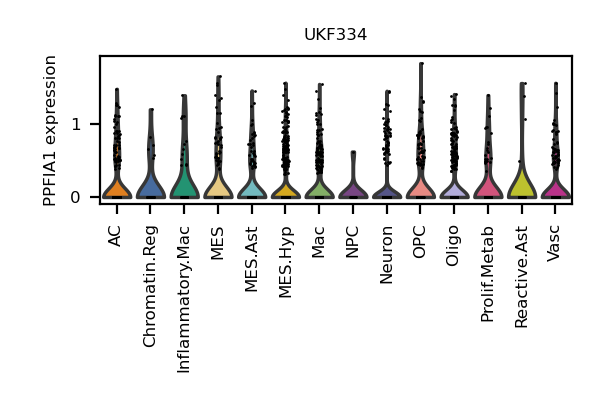 UKF334
PPFIA1 expression
1
0
AC
Chromatin.Reg
Inflammatory.Mac
MES
MES.Ast
MES.Hyp
Mac
NPC
Neuron
OPC
Oligo
Prolif.Metab
Reactive.Ast
Vasc